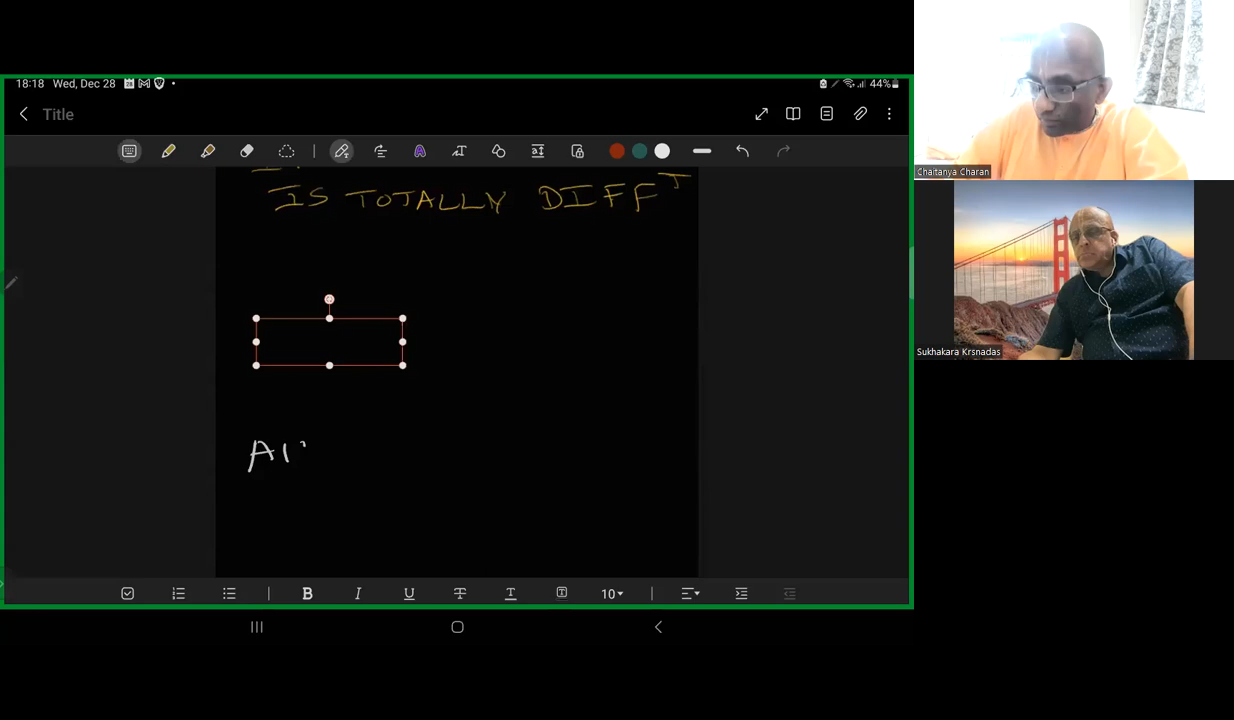 18:18 Wed, Dec 28 44%
Title
IS TOTALLY DIFFᵀ
10
Chaitanya Charan
Sukhakara Krsnadas